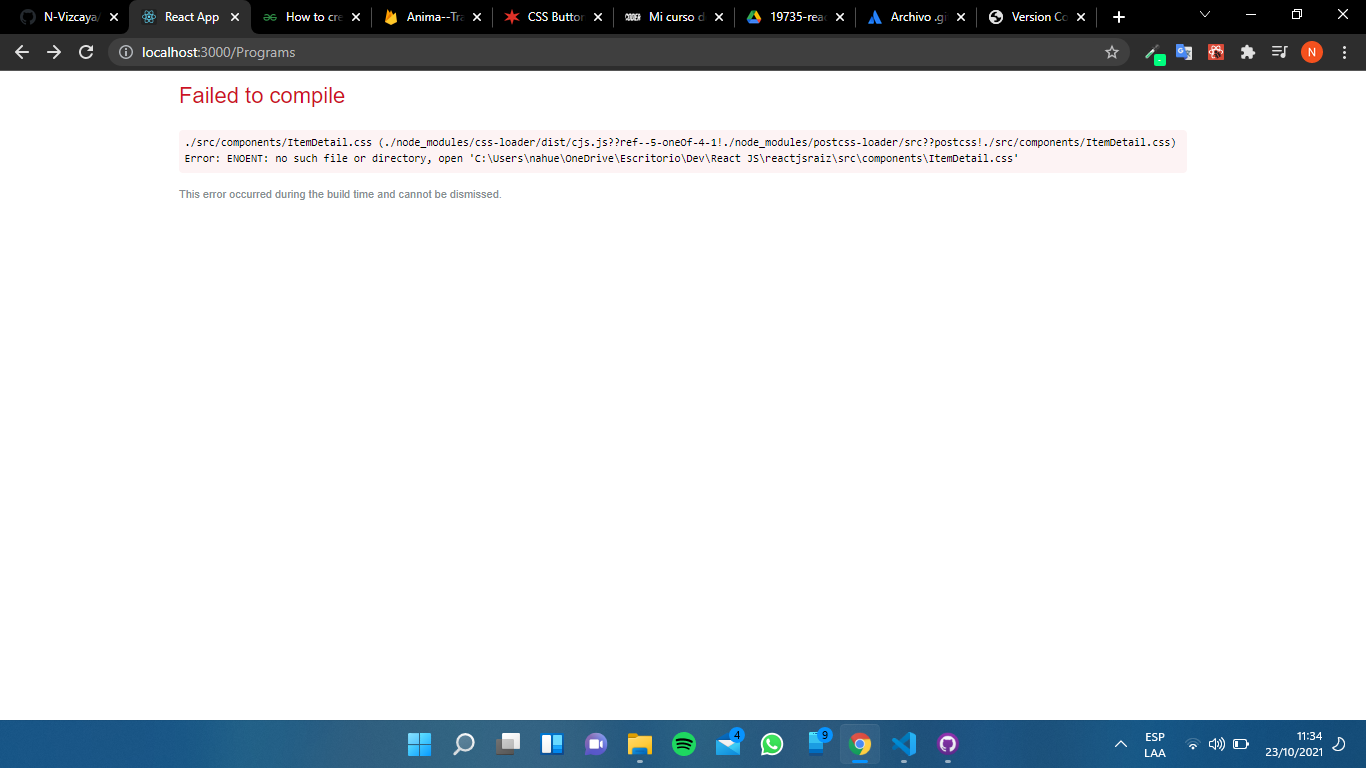 N-Vizcaya/
React App
How to cre
Anima--Tra
CSS Button
CODER
Mi curso d
19735-reac
Archivo .gi
Version Co
localhost:3000/Programs
N
Failed to compile
./src/components/ItemDetail.css (./node_modules/css-loader/dist/cjs.js??ref--5-oneOf-4-1!./node_modules/postcss-loader/src??postcss!./src/components/ItemDetail.css)
Error: ENOENT: no such file or directory, open 'C:\Users\nahue\OneDrive\Escritorio\Dev\React JS\reactjsraiz\src\components\ItemDetail.css'
This error occurred during the build time and cannot be dismissed.
4
9
ESP
LAA
11:34
23/10/2021